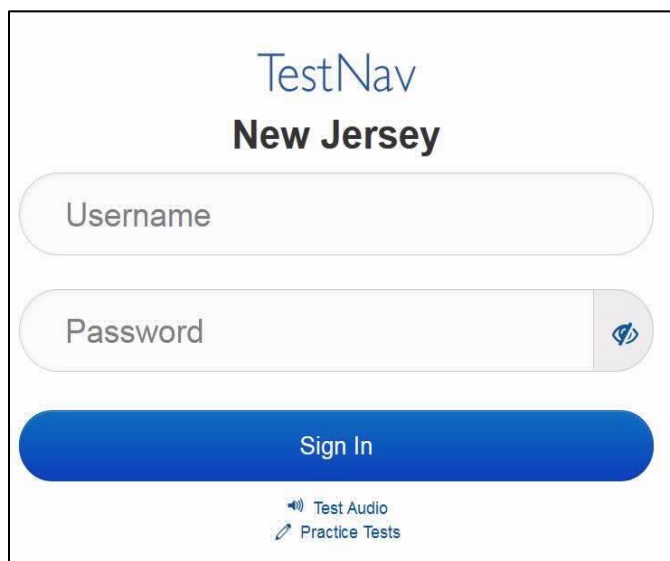 TestNav
New Jersey
Username
Password
Sign In
Test Audio
Practice Tests